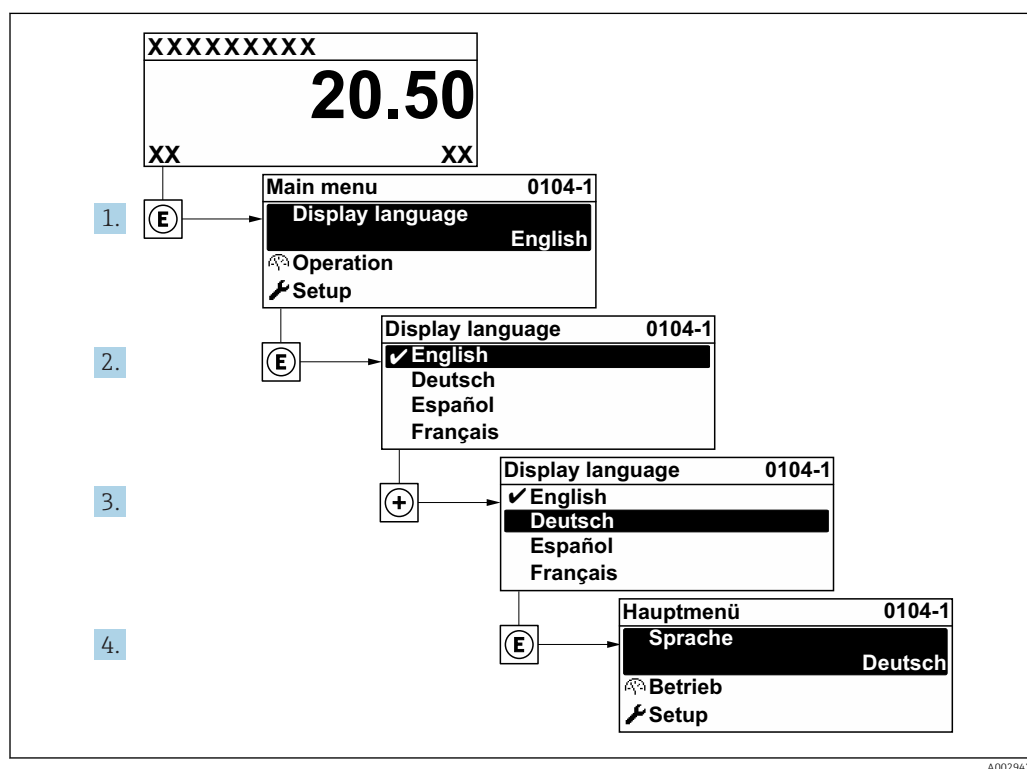 XXXXXXXXX
20.50
XX XX
1. E
Main menu 0104-1
Display language
English
Operation
Setup
2. E
Display language 0104-1
✔ English
Deutsch
Español
Français
3. +
Display language 0104-1
✔ English
Deutsch
Español
Français
4. E
Hauptmenü 0104-1
Sprache
Deutsch
Betrieb
Setup